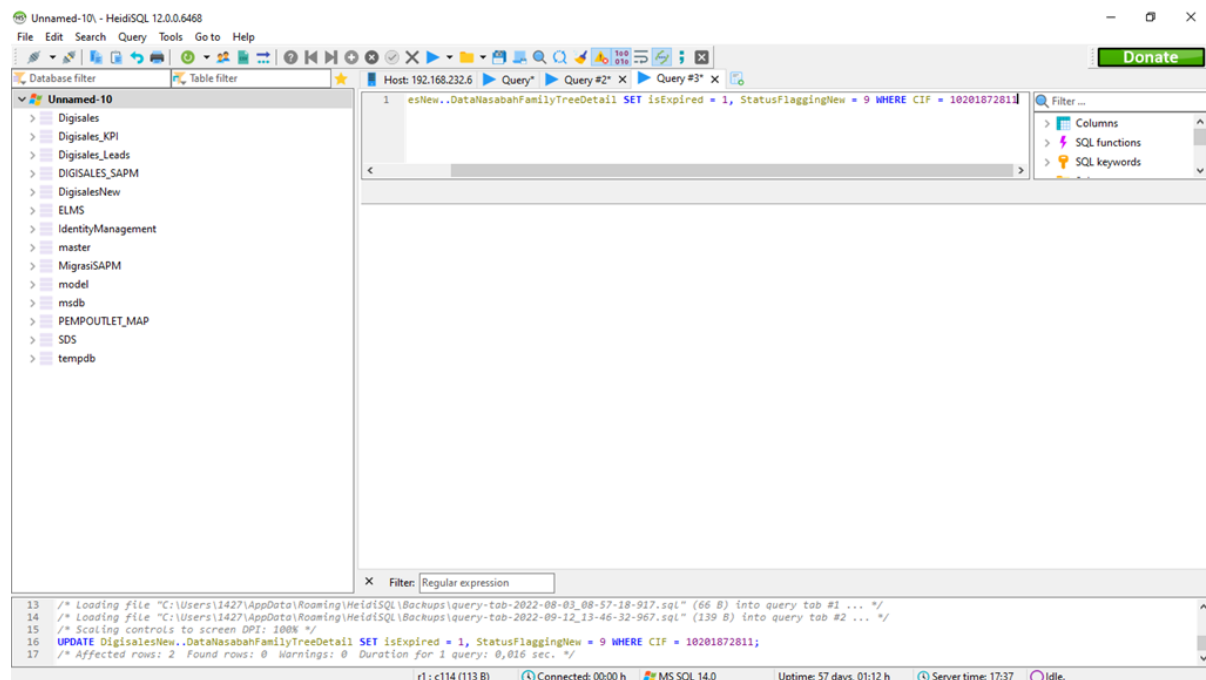 Unnamed-10\ - HeidiSQL 12.0.0.6468
File Edit Search Query Tools Go to Help
Donate
Database filter Table filter Host: 192.168.232.6 Query* Query #2* Query #3*
Unnamed-10
Digisales
Digisales_KPI
Digisales_Leads
DIGISALES_SAPM
DigisalesNew
ELMS
IdentityManagement
master
MigrasiSAPM
model
msdb
PEMPOUTLET_MAP
SDS
tempdb
1 esNew..DataNasabahFamilyTreeDetail SET isExpired = 1, StatusFlaggingNew = 9 WHERE CIF = 10201872811
Filter ...
Columns
SQL functions
SQL keywords
Filter: Regular expression
13 /* Loading file "C:\Users\1427\AppData\Roaming\HeidiSQL\Backups\query-tab-2022-08-03_08-57-18-917.sql" (66 B) into query tab #1 ... */
14 /* Loading file "C:\Users\1427\AppData\Roaming\HeidiSQL\Backups\query-tab-2022-09-12_13-46-32-967.sql" (139 B) into query tab #2 ... */
15 /* Scaling controls to screen DPI: 100% */
16 UPDATE DigisalesNew..DataNasabahFamilyTreeDetail SET isExpired = 1, StatusFlaggingNew = 9 WHERE CIF = 10201872811;
17 /* Affected rows: 2 Found rows: 0 Warnings: 0 Duration for 1 query: 0,016 sec. */
r1 : c114 (113 B) Connected: 00:00 h MS SQL 14.0 Uptime: 57 days, 01:12 h Server time: 17:37 Idle.